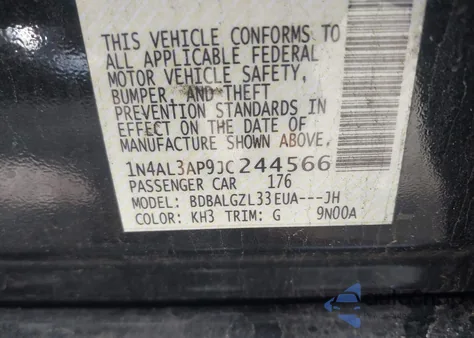 THIS VEHICLE CONFORMS TO
ALL APPLICABLE FEDERAL
MOTOR VEHICLE SAFETY,
BUMPER, AND THEFT
PREVENTION STANDARDS IN
EFFECT ON THE DATE OF
MANUFACTURE SHOWN ABOVE.
1N4AL3AP9JC244566
PASSENGER CAR 176
MODEL: BDBALGZL33EUA---JH
COLOR: KH3 TRIM: G 9N00A